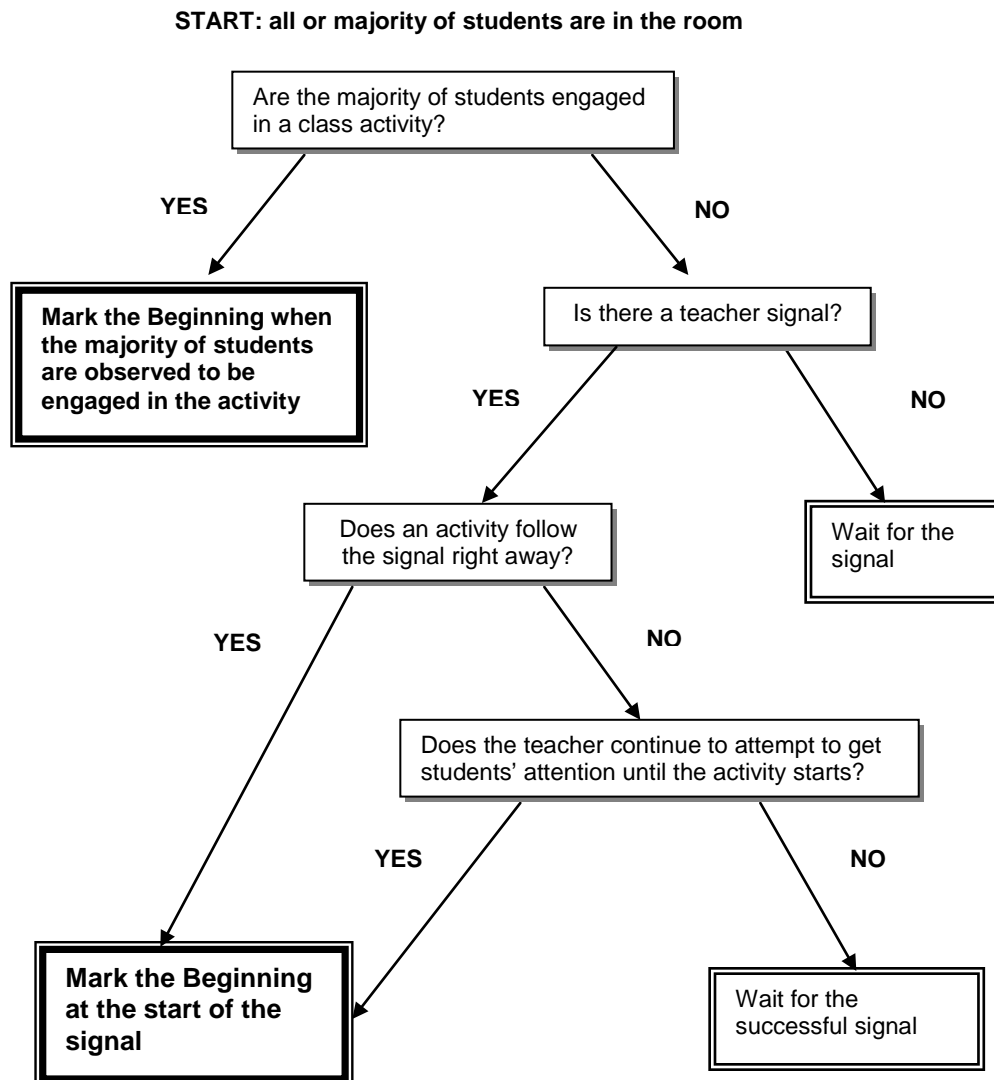 START: all or majority of students are in the room
Are the majority of students engaged
in a class activity?
YES
NO
Mark the Beginning when
the majority of students
are observed to be
engaged in the activity
Is there a teacher signal?
YES
NO
Does an activity follow
the signal right away?
Wait for the
signal
YES
NO
Does the teacher continue to attempt to get
students’ attention until the activity starts?
YES
NO
Mark the Beginning
at the start of the
signal
Wait for the
successful signal